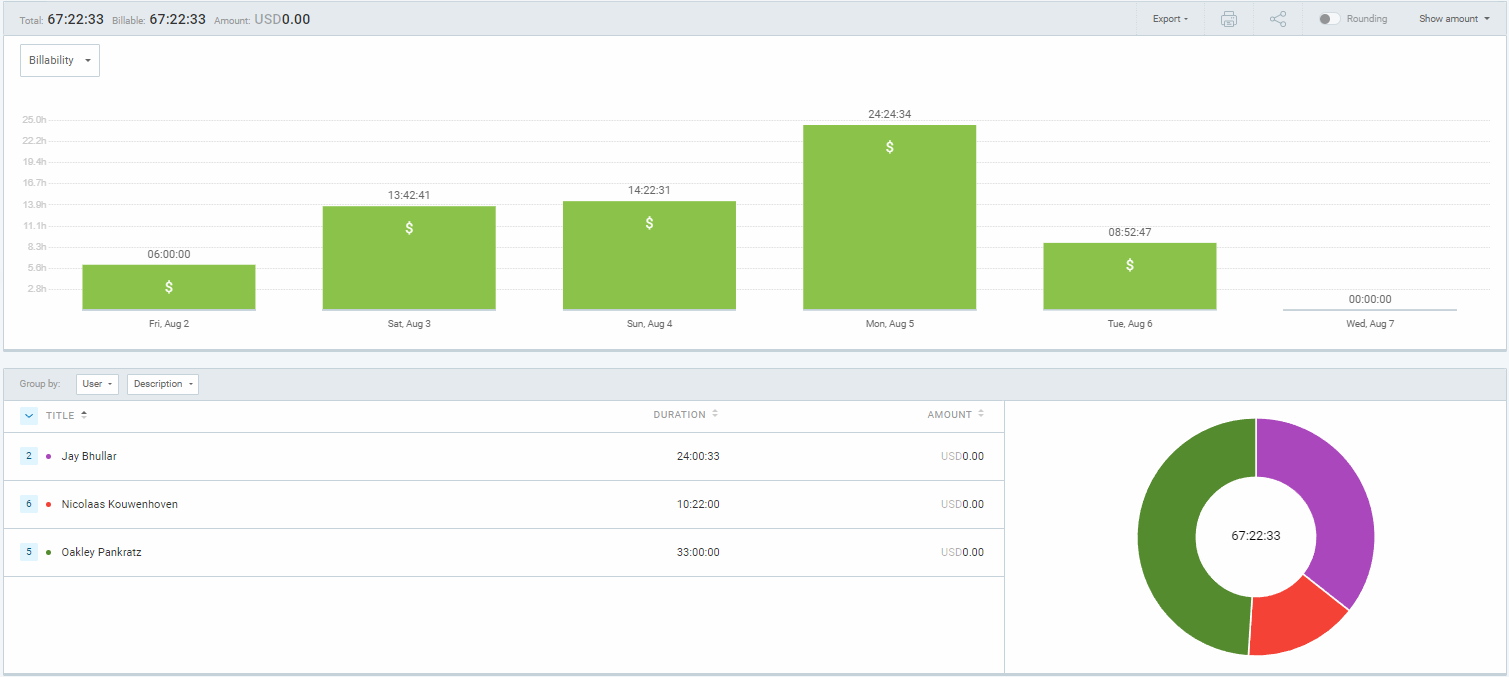 Total: 67:22:33 Billable: 67:22:33 Amount: USD0.00 Export Rounding Show amount
Billability
25.0h
22.2h
19.4h
16.7h
13.9h
11.1h
8.3h
5.6h
2.8h
06:00:00
13:42:41
14:22:31
24:24:34
08:52:47
00:00:00
$
$
$
$
$
Fri, Aug 2 Sat, Aug 3 Sun, Aug 4 Mon, Aug 5 Tue, Aug 6 Wed, Aug 7
Group by: User Description
TITLE DURATION AMOUNT
2 Jay Bhullar 24:00:33 USD0.00
6 Nicolaas Kouwenhoven 10:22:00 USD0.00
5 Oakley Pankratz 33:00:00 USD0.00
67:22:33